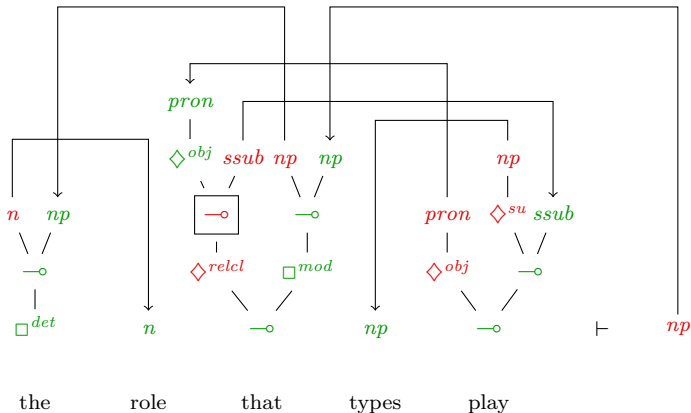 pron
◇obj ssub np np np
n np ⊸ ⊸ pron ◇su ssub
⊸ ◇relcl □mod ◇obj ⊸
□det n ⊸ np ⊸ ⊢ np
the role that types play